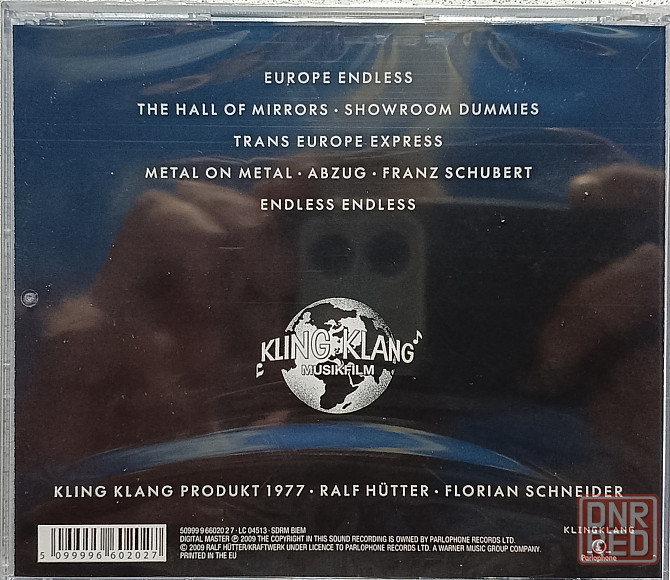 EUROPE ENDLESS
THE HALL OF MIRRORS · SHOWROOM DUMMIES
TRANS EUROPE EXPRESS
METAL ON METAL · ABZUG · FRANZ SCHUBERT
ENDLESS ENDLESS
KLING KLANG
MUSIKFILM
KLING KLANG PRODUKT 1977 · RALF HÜTTER · FLORIAN SCHNEIDER
5 099996 602027
50999 9 66020 2 7 · LC 04513 · SDRM BIEM
DIGITAL MASTER ℗ 2009 THE COPYRIGHT IN THIS SOUND RECORDING IS OWNED BY PARLOPHONE RECORDS LTD.
© 2009 RALF HÜTTER/KRAFTWERK UNDER LICENCE TO PARLOPHONE RECORDS LTD. A WARNER MUSIC GROUP COMPANY.
PRINTED IN THE EU
KLINGKLANG
Parlophone
DNR
RED